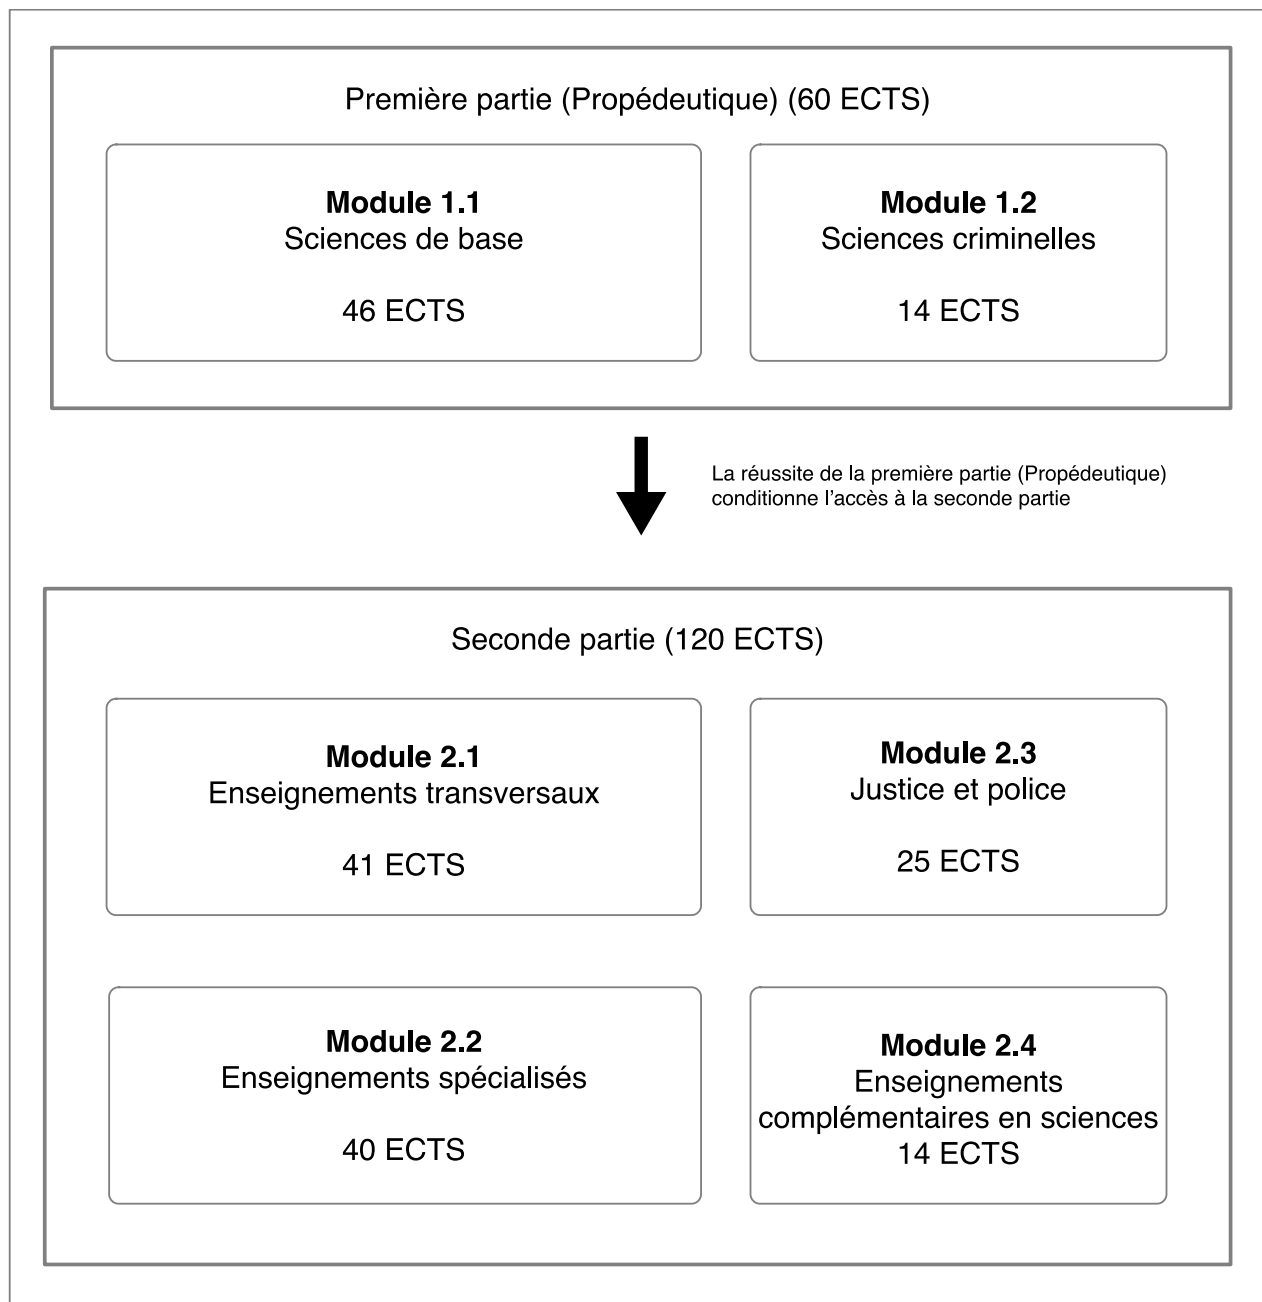 Première partie (Propédeutique) (60 ECTS)
Module 1.1
Sciences de base
46 ECTS
Module 1.2
Sciences criminelles
14 ECTS
La réussite de la première partie (Propédeutique)
conditionne l'accès à la seconde partie
Seconde partie (120 ECTS)
Module 2.1
Enseignements transversaux
41 ECTS
Module 2.3
Justice et police
25 ECTS
Module 2.2
Enseignements spécialisés
40 ECTS
Module 2.4
Enseignements
complémentaires en sciences
14 ECTS